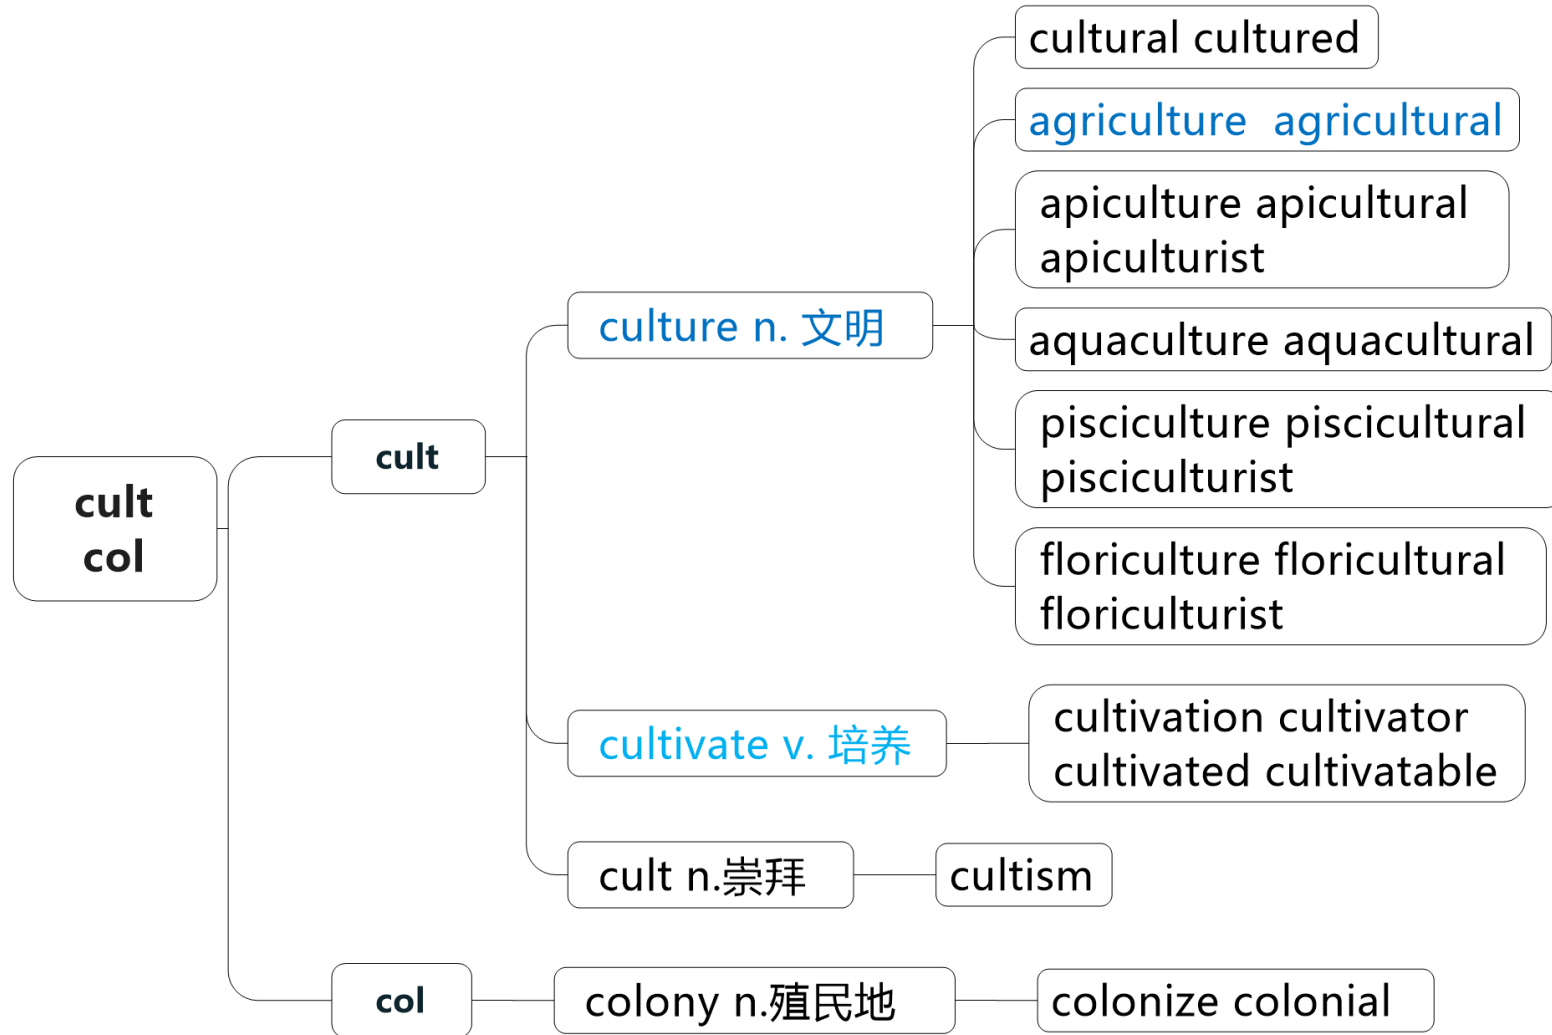 cult
col
cult
culture n. 文明
cultural cultured
agriculture agricultural
apiculture apicultural
apiculturist
aquaculture aquacultural
pisciculture piscicultural
pisciculturist
floriculture floricultural
floriculturist
cultivate v. 培养
cultivation cultivator
cultivated cultivatable
cult n.崇拜
cultism
col
colony n.殖民地
colonize colonial